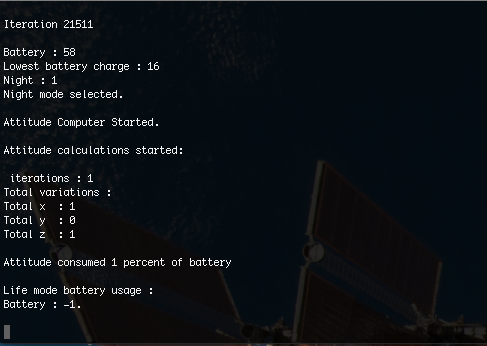 Iteration 21511
Battery : 58
Lowest battery charge : 16
Night : 1
Night mode selected.
Attitude Computer Started.
Attitude calculations started:
iterations : 1
Total variations :
Total x  : 1
Total y  : 0
Total z  : 1
Attitude consumed 1 percent of battery
Life mode battery usage :
Battery : -1.